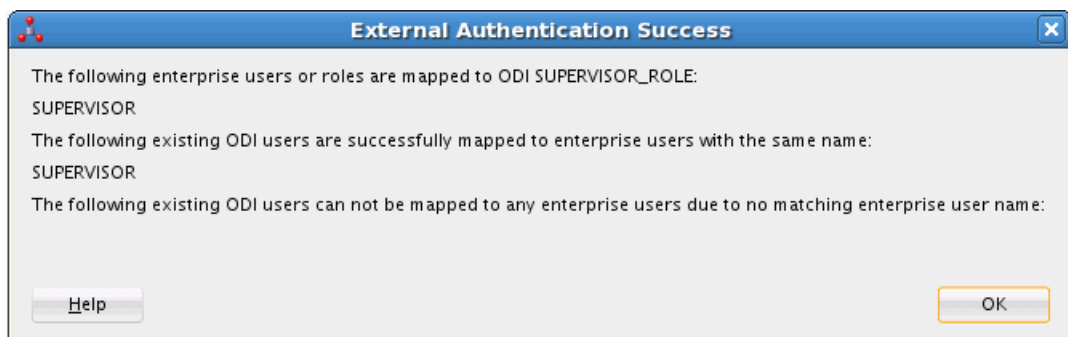 External Authentication Success
The following enterprise users or roles are mapped to ODI SUPERVISOR_ROLE:
SUPERVISOR
The following existing ODI users are successfully mapped to enterprise users with the same name:
SUPERVISOR
The following existing ODI users can not be mapped to any enterprise users due to no matching enterprise user name:
Help
OK